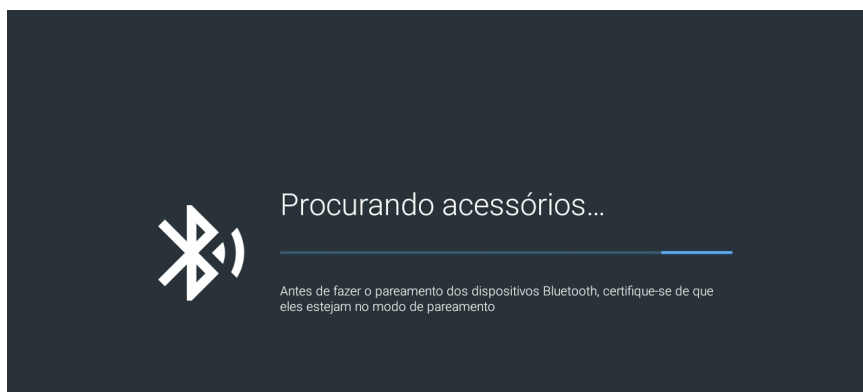 Procurando acessórios...
Antes de fazer o pareamento dos dispositivos Bluetooth, certifique-se de que
eles estejam no modo de pareamento